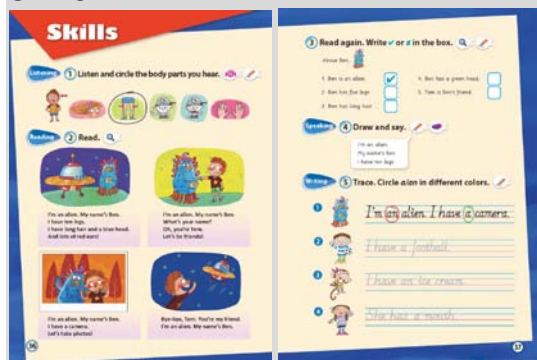 Skills
Listening 1 Listen and circle the body parts you hear.
Reading 2 Read.
I'm an alien. My name's Ben.
I have ten legs.
I have long hair and a blue head.
And lots of red ears!
I'm an alien. My name's Ben.
What's your name?
Oh, you're Tom.
Let's be friends!
I'm an alien. My name's Ben.
I have a camera.
Let's take photos!
Bye-bye, Tom. You're my friend.
I'm an alien. My name's Ben.
36
3 Read again. Write ✔ or ✗ in the box.
About Ben...
1 Ben is an alien. ✔
2 Ben has five legs.
3 Ben has long hair.
4 Ben has a green head.
5 Tom is Ben's friend.
Speaking 4 Draw and say.
I'm an alien.
My name's Ben.
I have ten legs.
Writing 5 Trace. Circle a/an in different colors.
1 I'm an alien. I have a camera.
2 I have a football.
3 I have an ice cream.
4 She has a mouth.
37